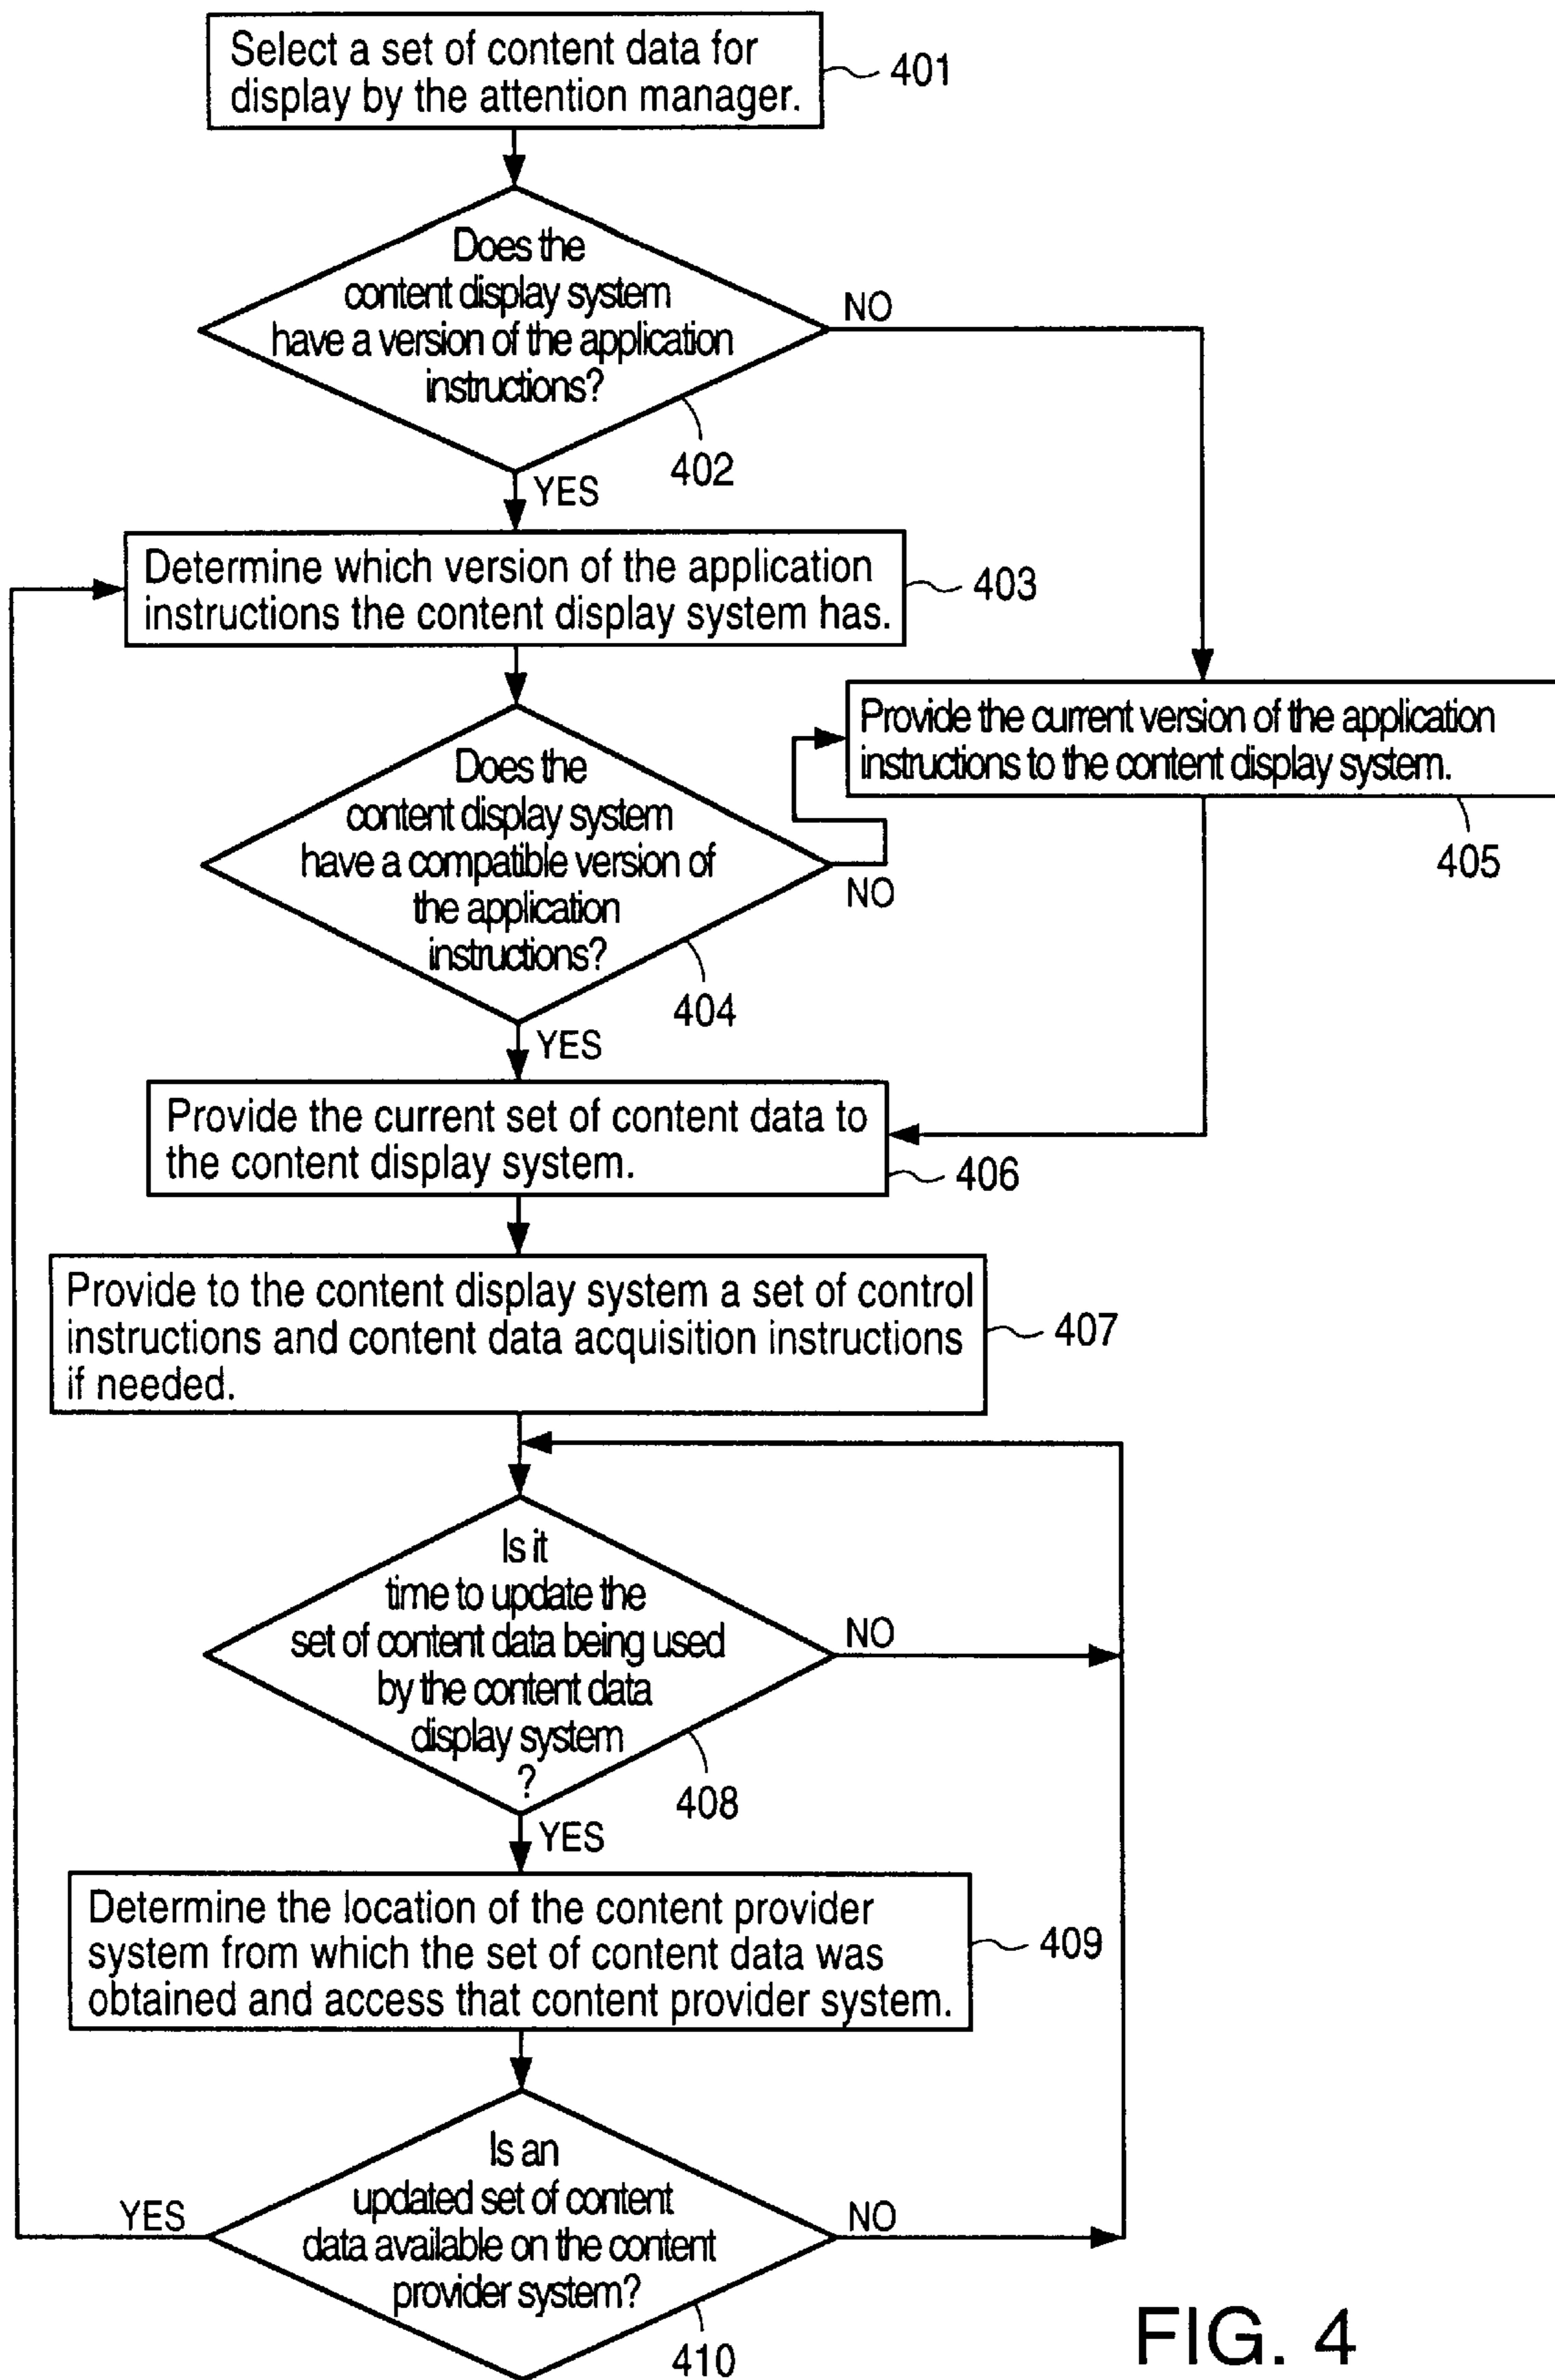 Select a set of content data for
display by the attention manager.
401
Does the
content display system
have a version of the application
instructions?
NO
402
YES
Determine which version of the application
instructions the content display system has.
403
Provide the current version of the application
instructions to the content display system.
405
Does the
content display system
have a compatible version of
the application
instructions?
NO
404
YES
Provide the current set of content data to
the content display system.
406
Provide to the content display system a set of control
instructions and content data acquisition instructions
if needed.
407
Is it
time to update the
set of content data being used
by the content data
display system
?
NO
408
YES
Determine the location of the content provider
system from which the set of content data was
obtained and access that content provider system.
409
Is an
updated set of content
data available on the content
provider system?
YES
NO
410
FIG. 4